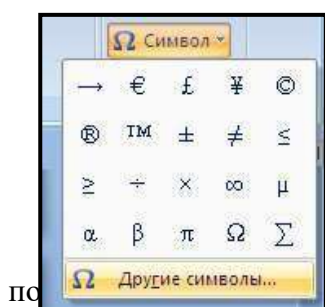 Ω Символ
→ € £ ¥ ©
® ™ ± ≠ ≤
≥ ÷ × ∞ µ
α β π Ω ∑
по
Ω Другие символы...